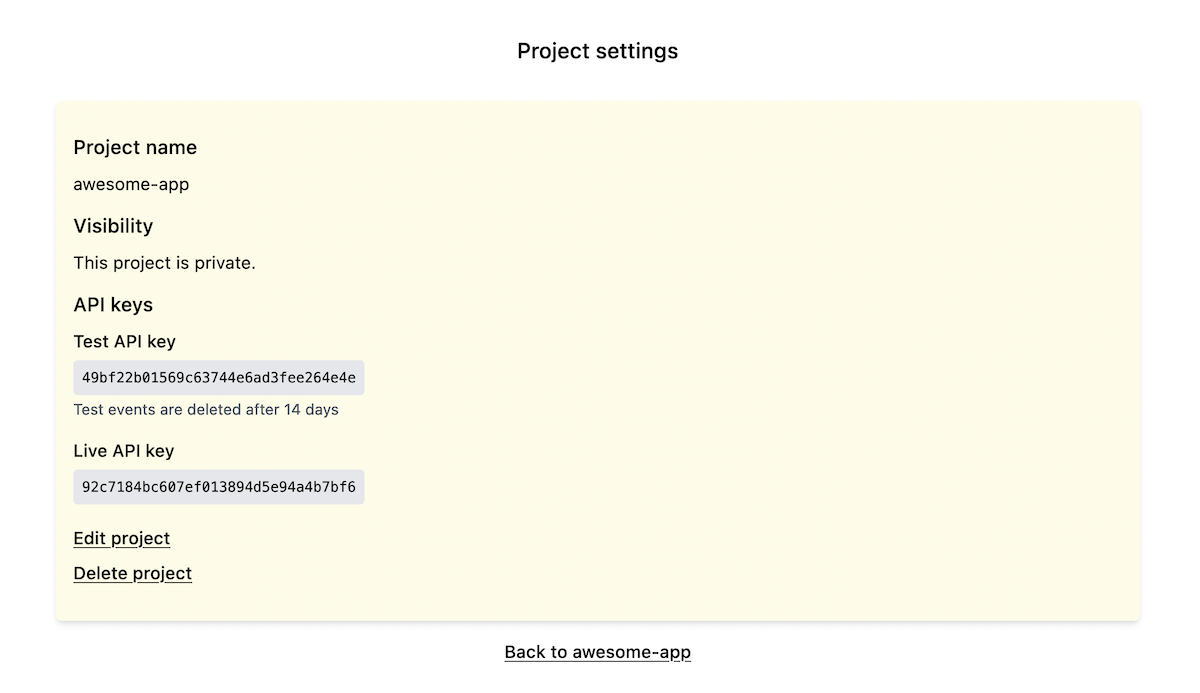 Project settings
Project name
awesome-app
Visibility
This project is private.
API keys
Test API key
49bf22b01569c63744e6ad3fee264e4e
Test events are deleted after 14 days
Live API key
92c7184bc607ef013894d5e94a4b7bf6
Edit project
Delete project
Back to awesome-app